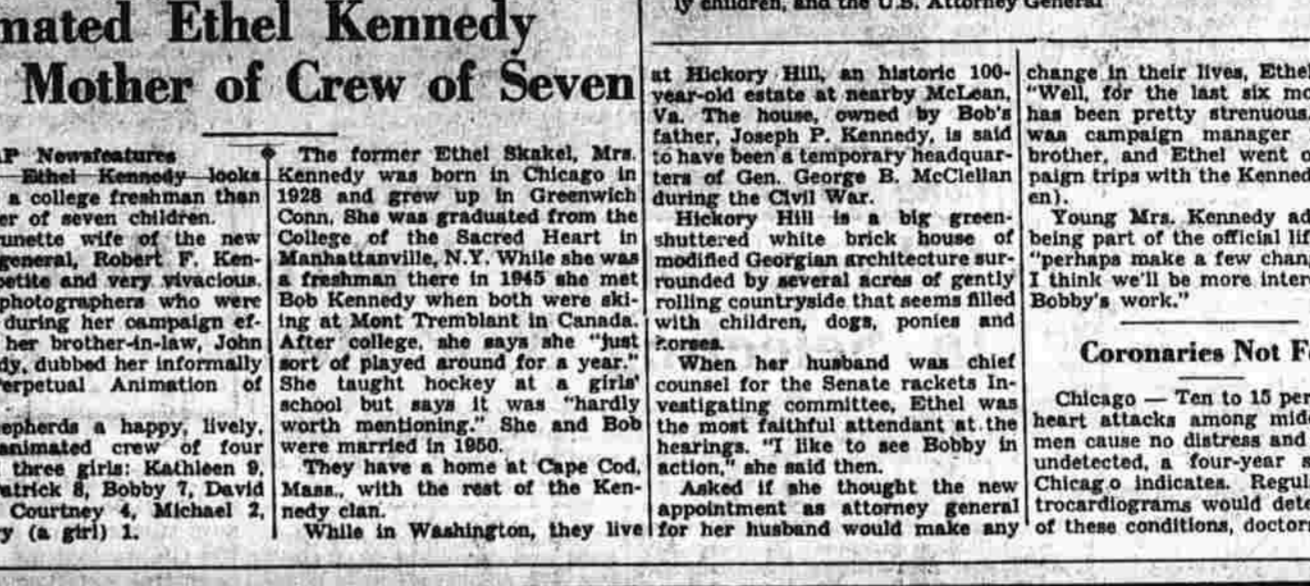 mated Ethel Kennedy
Mother of Crew of Seven
AP Newsfeatures
Ethel Kennedy looks
a college freshman than
er of seven children.
unette wife of the new
general, Robert F. Ken-
petite and very vivacious.
photographers who were
during her campaign ef-
her brother-in-law, John
dy, dubbed her informally
Perpetual Animation of
epherds a happy, lively,
animated crew of four
three girls: Kathleen 9,
atrick 8, Bobby 7, David
Courtney 4, Michael 2,
y (a girl) 1.
The former Ethel Skakel, Mrs.
Kennedy was born in Chicago in
1928 and grew up in Greenwich
Conn. She was graduated from the
College of the Sacred Heart in
Manhattanville, N.Y. While she was
a freshman there in 1945 she met
Bob Kennedy when both were ski-
ing at Mont Tremblant in Canada.
After college, she says she "just
sort of played around for a year."
She taught hockey at a girls'
school but says it was "hardly
worth mentioning." She and Bob
were married in 1950.
They have a home at Cape Cod,
Mass., with the rest of the Ken-
nedy clan.
While in Washington, they live
ly children, and the U.S. Attorney General
at Hickory Hill, an historic 100-
year-old estate at nearby McLean,
Va. The house, owned by Bob's
father, Joseph P. Kennedy, is said
to have been a temporary headquar-
ters of Gen. George B. McClellan
during the Civil War.
Hickory Hill is a big green-
shuttered white brick house of
modified Georgian architecture sur-
rounded by several acres of gently
rolling countryside that seems filled
with children, dogs, ponies and
horses.
When her husband was chief
counsel for the Senate rackets In-
vestigating committee, Ethel was
the most faithful attendant at the
hearings. "I like to see Bobby in
action," she said then.
Asked if she thought the new
appointment as attorney general
for her husband would make any
change in their lives, Ethel
"Well, for the last six mo
has been pretty strenuous.
was campaign manager
brother, and Ethel went o
paign trips with the Kenned
en).
Young Mrs. Kennedy ad
being part of the official lif
"perhaps make a few chan
I think we'll be more inter
Bobby's work."
Coronaries Not F
Chicago — Ten to 15 per
heart attacks among mid
men cause no distress and
undetected, a four-year s
Chicago indicates. Regul
trocardiograms would dete
of these conditions, doctors